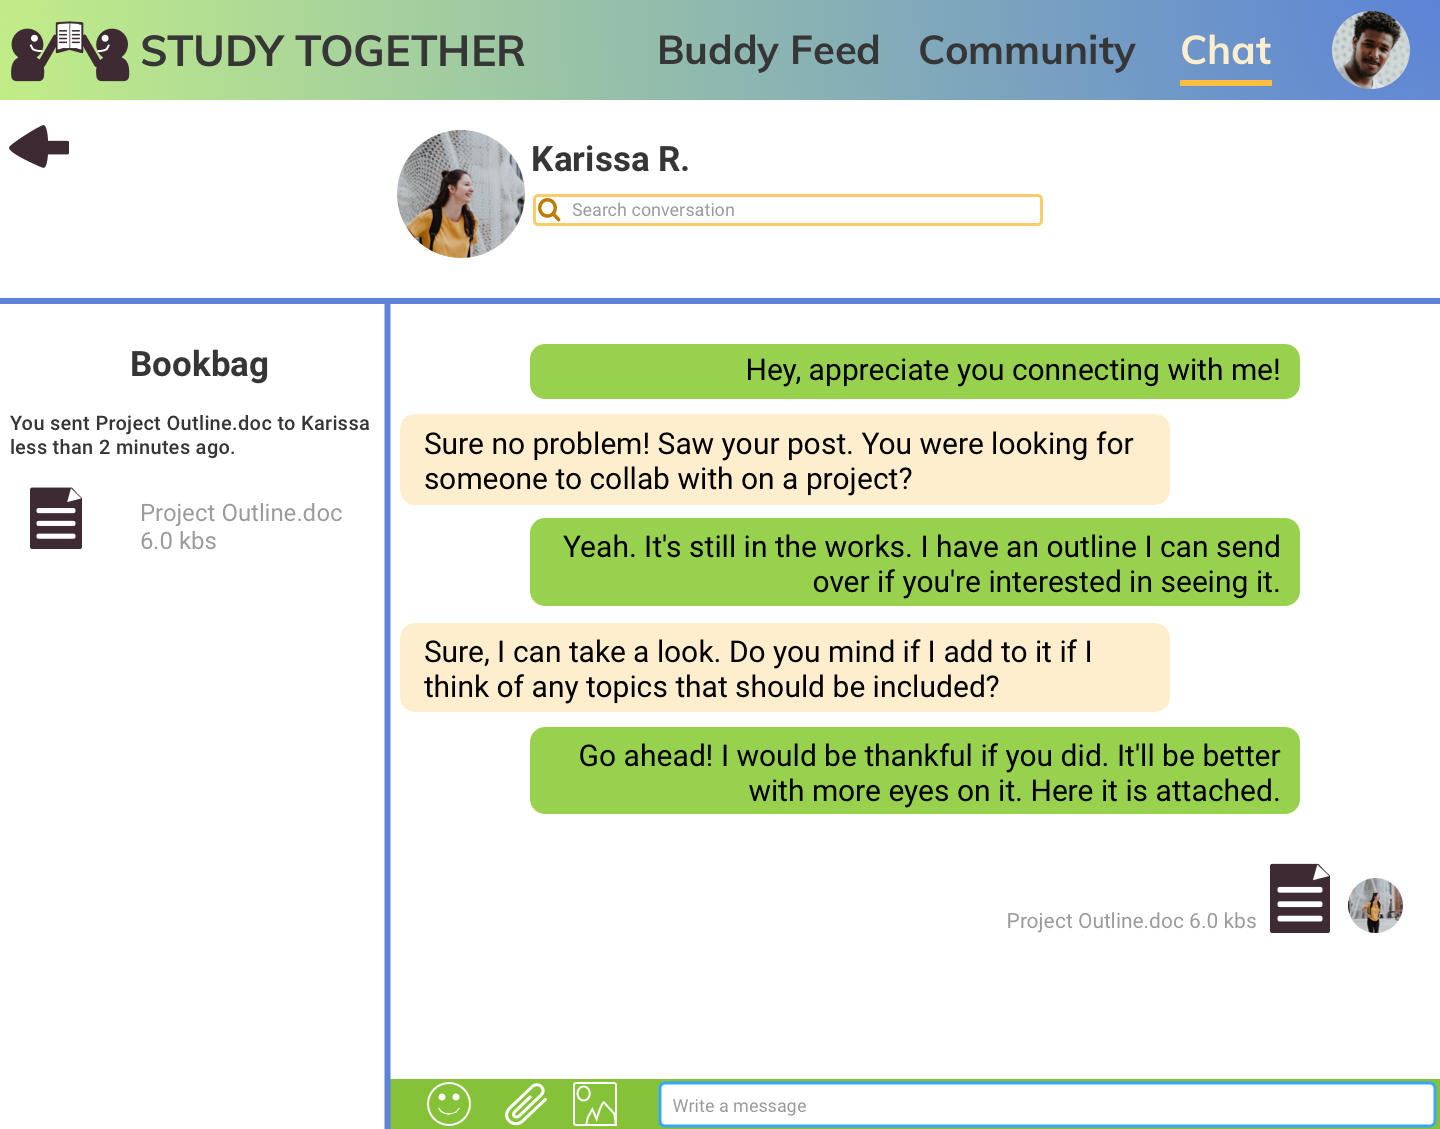 STUDY TOGETHER
Buddy Feed
Community
Chat
Karissa R.
Search conversation
Bookbag
You sent Project Outline.doc to Karissa
less than 2 minutes ago.
Project Outline.doc
6.0 kbs
Hey, appreciate you connecting with me!
Sure no problem! Saw your post. You were looking for
someone to collab with on a project?
Yeah. It's still in the works. I have an outline I can send
over if you're interested in seeing it.
Sure, I can take a look. Do you mind if I add to it if I
think of any topics that should be included?
Go ahead! I would be thankful if you did. It'll be better
with more eyes on it. Here it is attached.
Project Outline.doc 6.0 kbs
Write a message